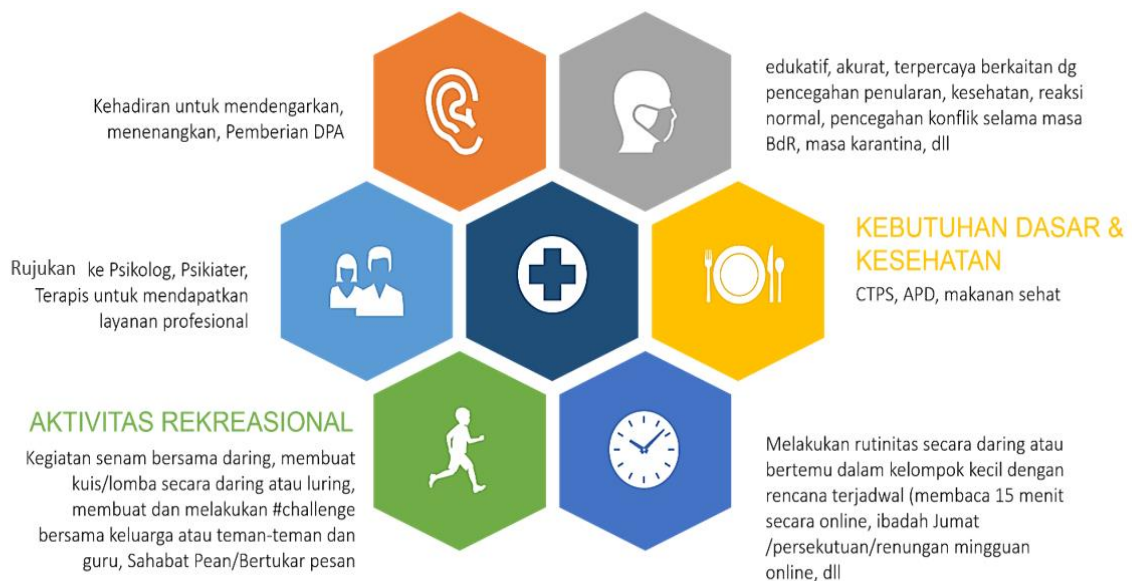 Kehadiran untuk mendengarkan,
menenangkan, Pemberian DPA
edukatif, akurat, terpercaya berkaitan dg
pencegahan penularan, kesehatan, reaksi
normal, pencegahan konflik selama masa
BdR, masa karantina, dll
Rujukan ke Psikolog, Psikiater,
Terapis untuk mendapatkan
layanan profesional
KEBUTUHAN DASAR &
KESEHATAN
CTPS, APD, makanan sehat
AKTIVITAS REKREASIONAL
Kegiatan senam bersama daring, membuat
kuis/lomba secara daring atau luring,
membuat dan melakukan #challenge
bersama keluarga atau teman-teman dan
guru, Sahabat Pean/Bertukar pesan
Melakukan rutinitas secara daring atau
bertemu dalam kelompok kecil dengan
rencana terjadwal (membaca 15 menit
secara online, ibadah Jumat
/persekutuan/renungan mingguan
online, dll